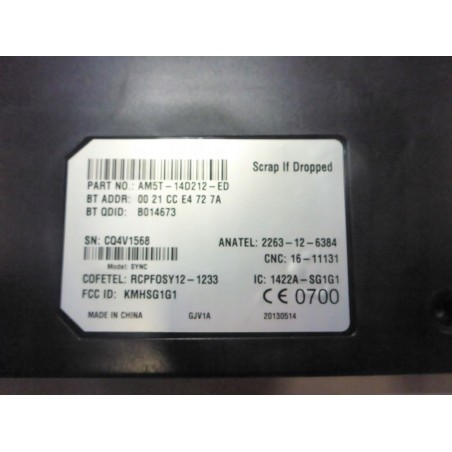 Scrap If Dropped
PART NO.: AM5T-14D212-ED
BT ADDR: 00 21 CC E4 72 7A
BT QDID: B014673
SN: CQ4V1568
ANATEL: 2263-12-6384
Model: SYNC
CNC: 16-11131
COFETEL: RCPFOSY12-1233
IC: 1422A-SG1G1
FCC ID: KMHSG1G1
CE 0700
MADE IN CHINA
GJV1A
20130514